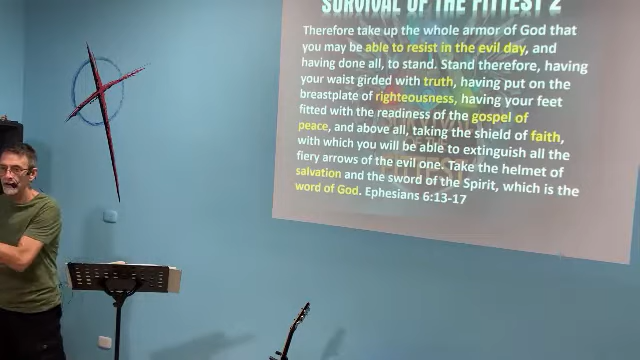 SURVIVAL OF THE FITTEST 2
Therefore take up the whole armor of God that
you may be able to resist in the evil day, and
having done all, to stand. Stand therefore, having
your waist girded with truth, having put on the
breastplate of righteousness, having your feet
fitted with the readiness of the gospel of
peace, and above all, taking the shield of faith,
with which you will be able to extinguish all the
fiery arrows of the evil one. Take the helmet of
salvation and the sword of the Spirit, which is the
word of God. Ephesians 6:13-17